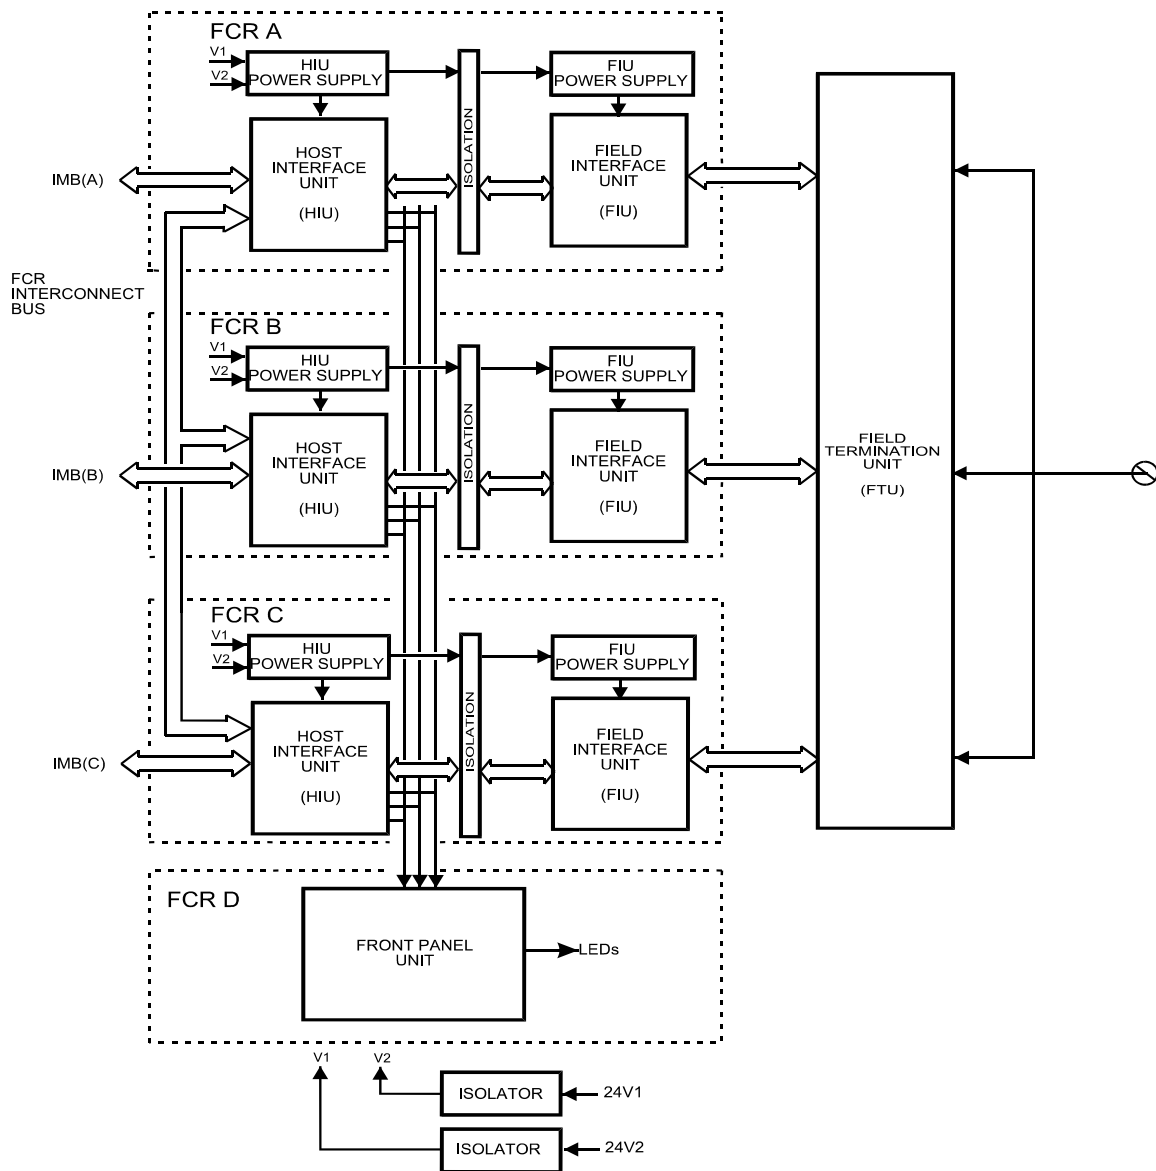 FCR A
V1
V2
HIU
POWER SUPPLY
FIU
POWER SUPPLY
ISOLATION
HOST
INTERFACE
UNIT
(HIU)
FIELD
INTERFACE
UNIT
(FIU)
IMB(A)
FCR
INTERCONNECT
BUS
FCR B
V1
V2
HIU
POWER SUPPLY
FIU
POWER SUPPLY
ISOLATION
HOST
INTERFACE
UNIT
(HIU)
FIELD
INTERFACE
UNIT
(FIU)
IMB(B)
FIELD
TERMINATION
UNIT
(FTU)
FCR C
V1
V2
HIU
POWER SUPPLY
FIU
POWER SUPPLY
ISOLATION
HOST
INTERFACE
UNIT
(HIU)
FIELD
INTERFACE
UNIT
(FIU)
IMB(C)
FCR D
FRONT PANEL
UNIT
LEDs
V1
V2
ISOLATOR
24V1
ISOLATOR
24V2